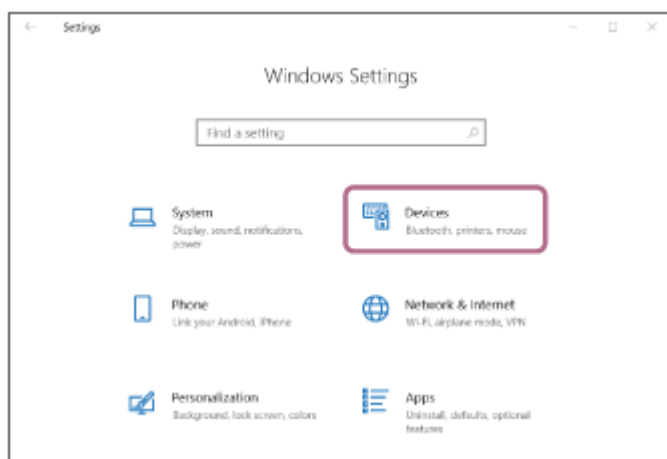 Settings
Windows Settings
Find a setting
System
Display, sound, notifications,
power
Devices
Bluetooth, printers, mouse
Phone
Link your Android, iPhone
Network & Internet
Wi-Fi, airplane mode, VPN
Personalization
Background, lock screen, colors
Apps
Uninstall, defaults, optional
features